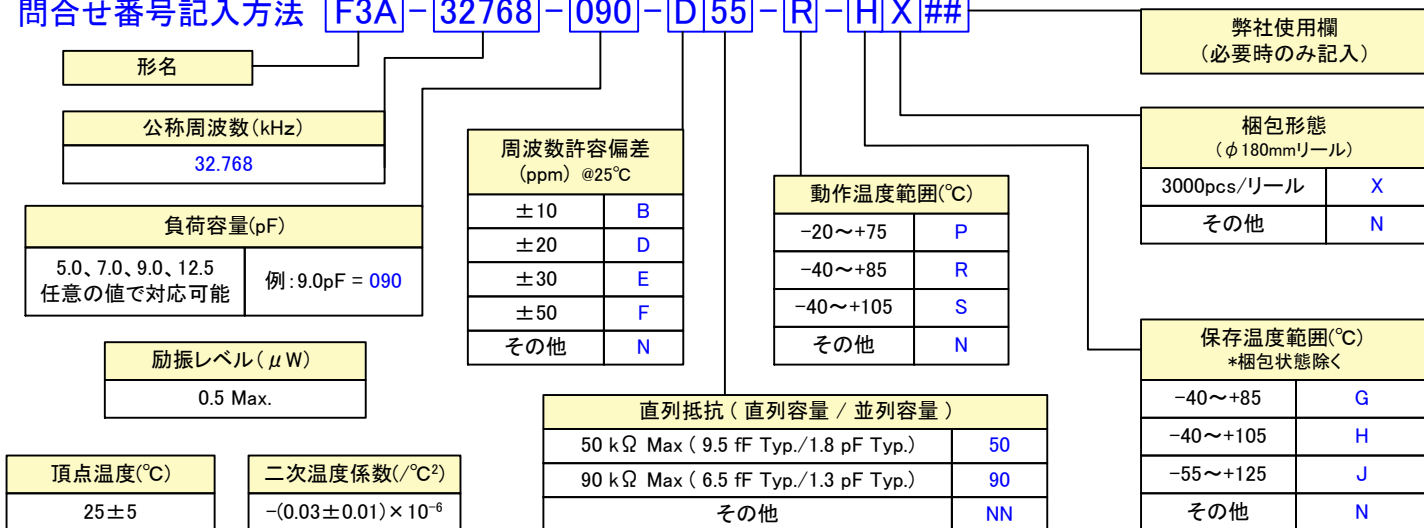 問合せ番号記入方法 F3A-32768-090-D55-R-HX##
形名
公称周波数(kHz)
32.768
負荷容量(pF)
5.0、7.0、9.0、12.5
任意の値で対応可能
例:9.0pF = 090
励振レベル(μW)
0.5 Max.
頂点温度(℃)
25±5
二次温度係数(/℃²)
-(0.03±0.01)×10⁻⁶
周波数許容偏差
(ppm) @25℃
±10 B
±20 D
±30 E
±50 F
その他 N
直列抵抗 ( 直列容量 / 並列容量 )
50 kΩ Max ( 9.5 fF Typ./1.8 pF Typ.) 50
90 kΩ Max ( 6.5 fF Typ./1.3 pF Typ.) 90
その他 NN
動作温度範囲(℃)
-20~+75 P
-40~+85 R
-40~+105 S
その他 N
弊社使用欄
(必要時のみ記入)
梱包形態
(φ180mmリール)
3000pcs/リール X
その他 N
保存温度範囲(℃)
*梱包状態除く
-40~+85 G
-40~+105 H
-55~+125 J
その他 N